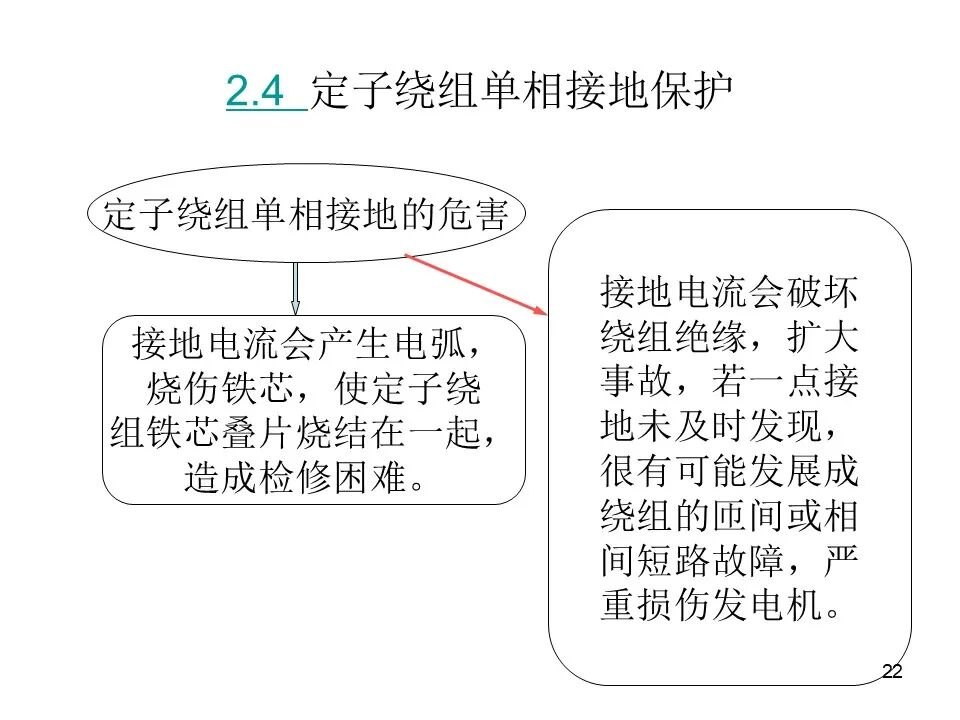 2.4 定子绕组单相接地保护
定子绕组单相接地的危害
接地电流会产生电弧，
烧伤铁芯，使定子绕
组铁芯叠片烧结在一起，
造成检修困难。
接地电流会破坏
绕组绝缘，扩大
事故，若一点接
地未及时发现，
很有可能发展成
绕组的匝间或相
间短路故障，严
重损伤发电机。
22